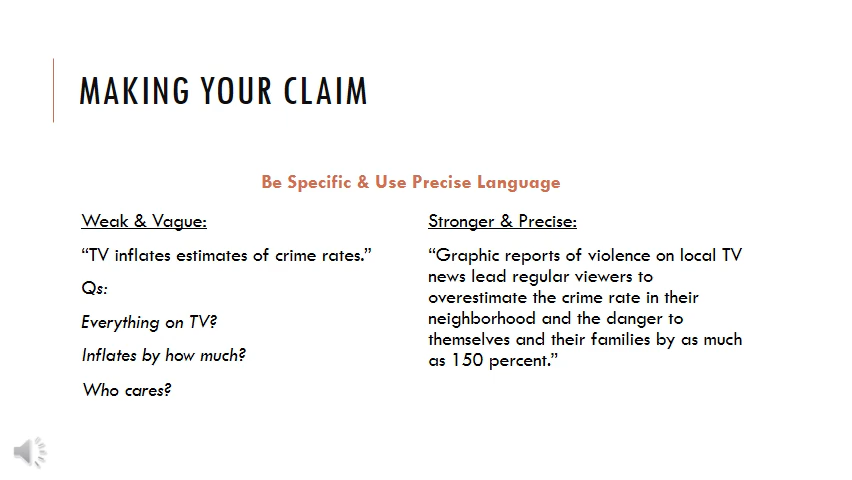 MAKING YOUR CLAIM
Be Specific & Use Precise Language
Weak & Vague:
“TV inflates estimates of crime rates.”
Qs:
Everything on TV?
Inflates by how much?
Who cares?
Stronger & Precise:
“Graphic reports of violence on local TV
news lead regular viewers to
overestimate the crime rate in their
neighborhood and the danger to
themselves and their families by as much
as 150 percent.”